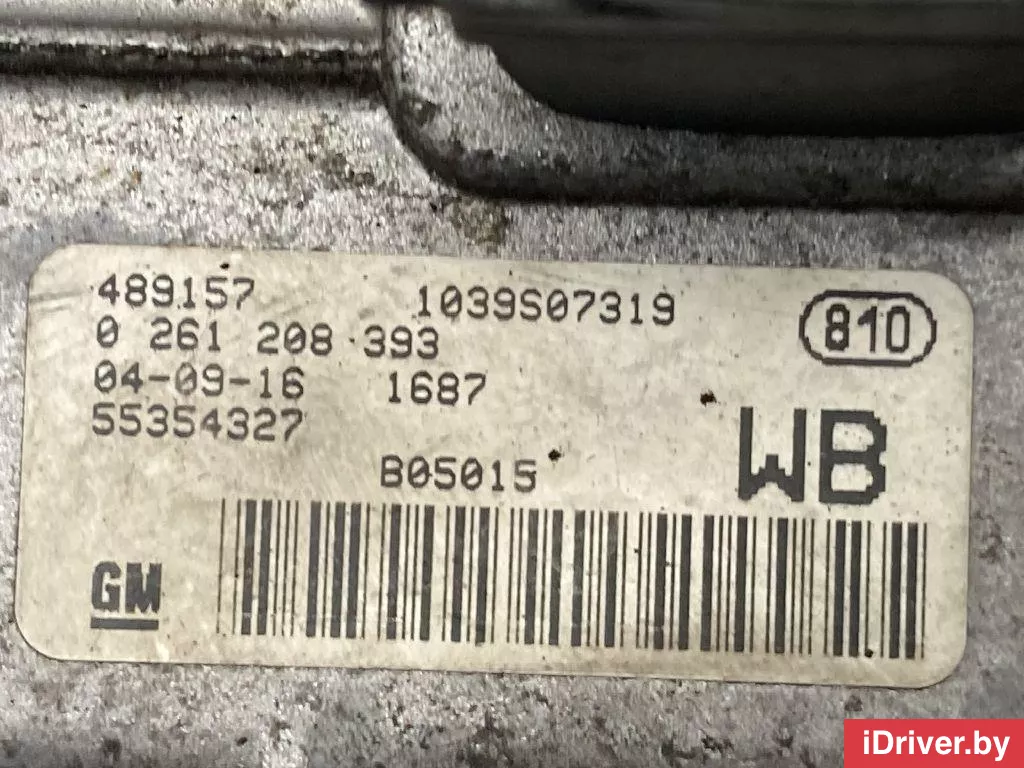 489157 1039S07319 810
0 261 208 393
04-09-16 1687
55354327 WB
B05015
GM
iDriver.by